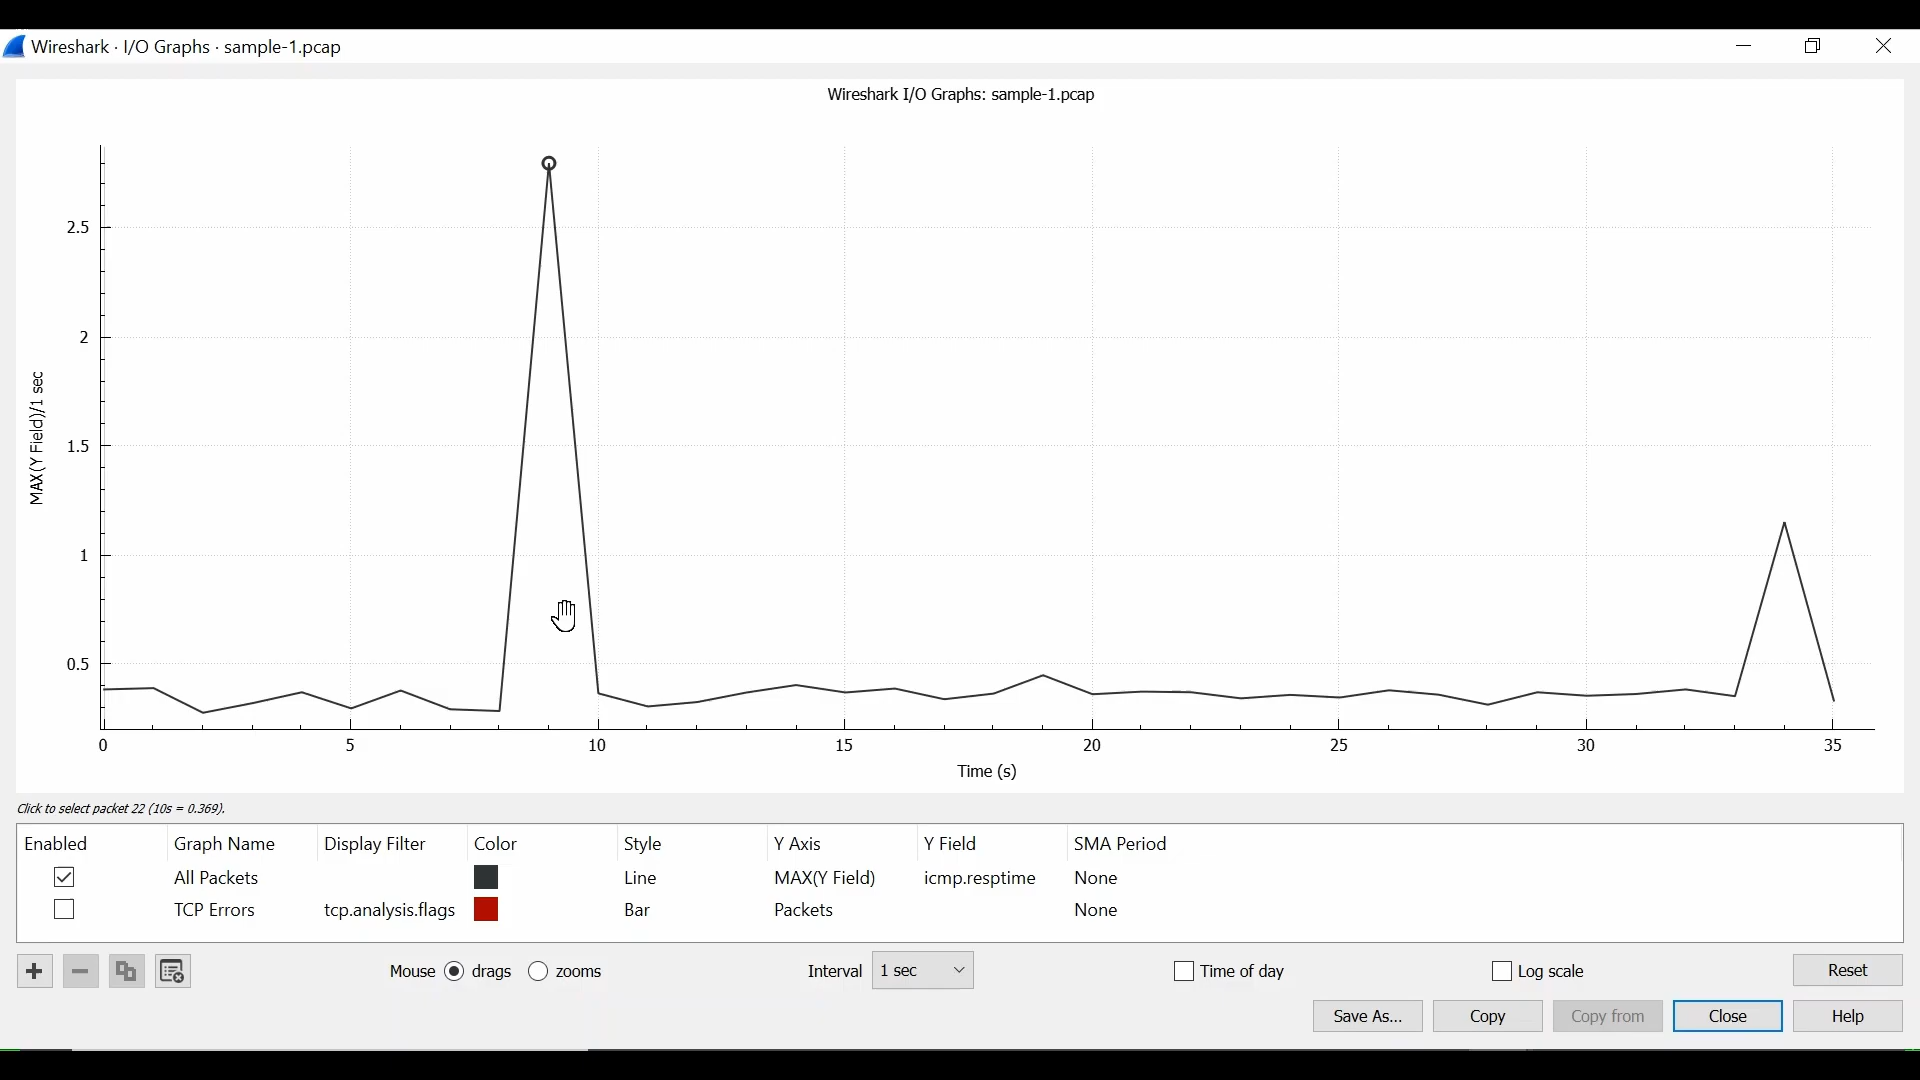 Wireshark · I/O Graphs · sample-1.pcap
Wireshark I/O Graphs: sample-1.pcap
MAX(Y Field)/1 sec
2.5
2
1.5
1
0.5
0 5 10 15 20 25 30 35
Time (s)
Click to select packet 22 (10s = 0.369).
Enabled Graph Name Display Filter Color Style Y Axis Y Field SMA Period
All Packets Line MAX(Y Field) icmp.resptime None
TCP Errors tcp.analysis.flags Bar Packets None
Mouse drags zooms Interval 1 sec Time of day Log scale Reset
Save As... Copy Copy from Close Help